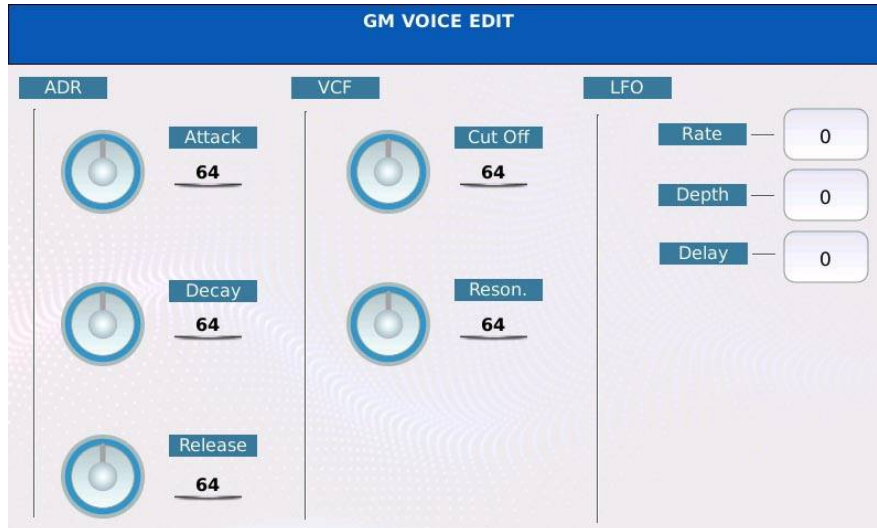 GM VOICE EDIT
ADR
Attack
64
Decay
64
Release
64
VCF
Cut Off
64
Reson.
64
LFO
Rate
0
Depth
0
Delay
0